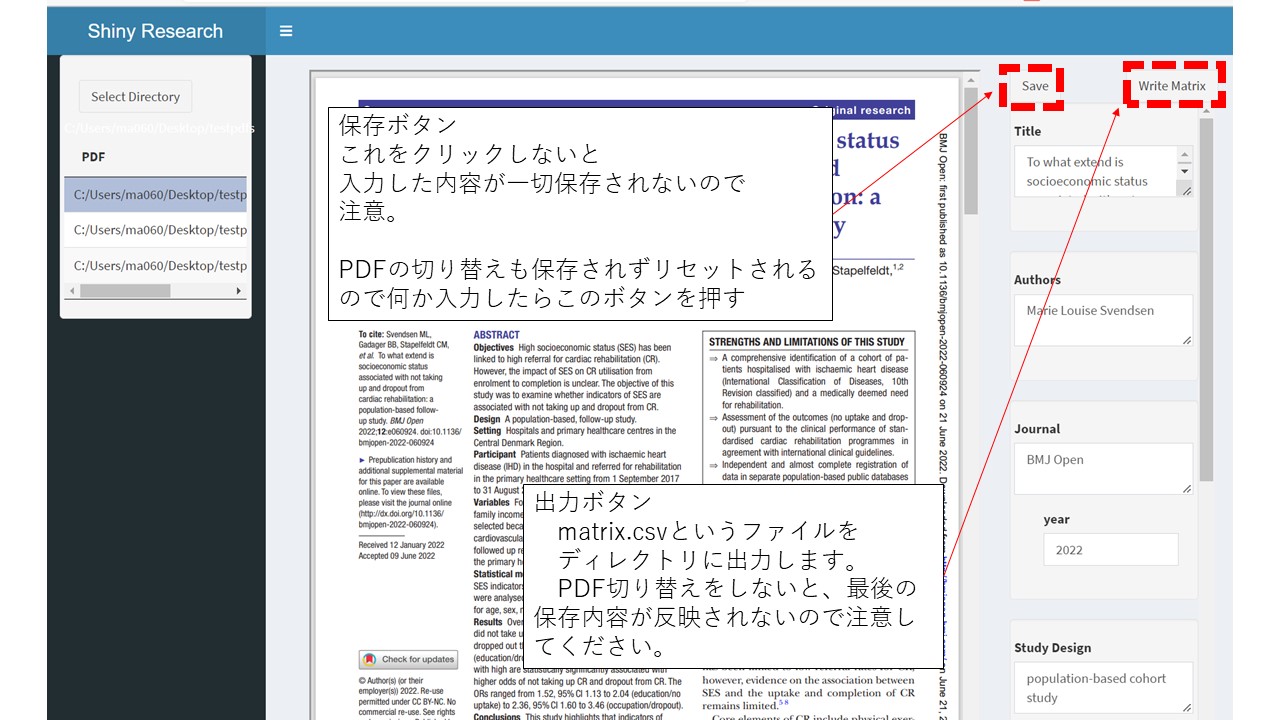 Shiny Research
Select Directory
C:/Users/ma060/Desktop/testpdfs
PDF
C:/Users/ma060/Desktop/testp
C:/Users/ma060/Desktop/testp
C:/Users/ma060/Desktop/testp
Save
Write Matrix
保存ボタン
これをクリックしないと
入力した内容が一切保存されないので
注意。
PDFの切り替えも保存されずリセットされる
ので何か入力したらこのボタンを押す
ginal research
status
on: a
y
Stapelfeldt,1,2
To cite: Svendsen ML,
Gadager BB, Stapelfeldt CM,
et al. To what extend is
socioeconomic status
associated with not taking
up and dropout from
cardiac rehabilitation: a
population-based follow-
up study. BMJ Open
2022;12:e060924. doi:10.1136/
bmjopen-2022-060924
► Prepublication history and
additional supplemental material
for this paper are available
online. To view these files,
please visit the journal online
(http://dx.doi.org/10.1136/
bmjopen-2022-060924).
Received 12 January 2022
Accepted 09 June 2022
Check for updates
© Author(s) (or their
employer(s)) 2022. Re-use
permitted under CC BY-NC. No
commercial re-use. See rights
ABSTRACT
Objectives High socioeconomic status (SES) has been
linked to high referral for cardiac rehabilitation (CR).
However, the impact of SES on CR utilisation from
enrolment to completion is unclear. The objective of this
study was to examine whether indicators of SES are
associated with not taking up and dropout from CR.
Design A population-based, follow-up study.
Setting Hospitals and primary healthcare centres in the
Central Denmark Region.
Participant Patients diagnosed with ischaemic heart
disease (IHD) in the hospital and referred for rehabilitation
in the primary healthcare setting from 1 September 2017
to 31 August
Variables Fo
family income
selected beca
cardiovascula
followed up re
the primary h
Statistical m
SES indicators
were analyse
for age, sex, r
Results Over
did not take u
dropped out t
(education/dr
with high are statistically significantly associated with
higher odds of not taking up CR and dropout from CR. The
ORs ranged from 1.52, 95% CI 1.13 to 2.04 (education/no
uptake) to 2.36, 95% CI 1.60 to 3.46 (occupation/dropout).
Conclusions This study highlights that indicators of
STRENGTHS AND LIMITATIONS OF THIS STUDY
⇒ A comprehensive identification of a cohort of pa-
tients hospitalised with ischaemic heart disease
(International Classification of Diseases, 10th
Revision classified) and a medically deemed need
for rehabilitation.
⇒ Assessment of the outcomes (no uptake and drop-
out) pursuant to the clinical performance of stan-
dardised cardiac rehabilitation programmes in
agreement with international clinical guidelines.
⇒ Independent and almost complete registration of
data in separate population-based public databases
出力ボタン
matrix.csvというファイルを
ディレクトリに出力します。
PDF切り替えをしないと、最後の
保存内容が反映されないので注意し
てください。
however, evidence on the association between
SES and the uptake and completion of CR
remains limited.5 8
Core elements of CR include physical exer-
BMJ Open: first published as 10.1136/bmjopen-2022-060924 on 21 June 2022. Downloaded from
on June 21, 2
Title
To what extend is
socioeconomic status
Authors
Marie Louise Svendsen
Journal
BMJ Open
year
2022
Study Design
population-based cohort
study